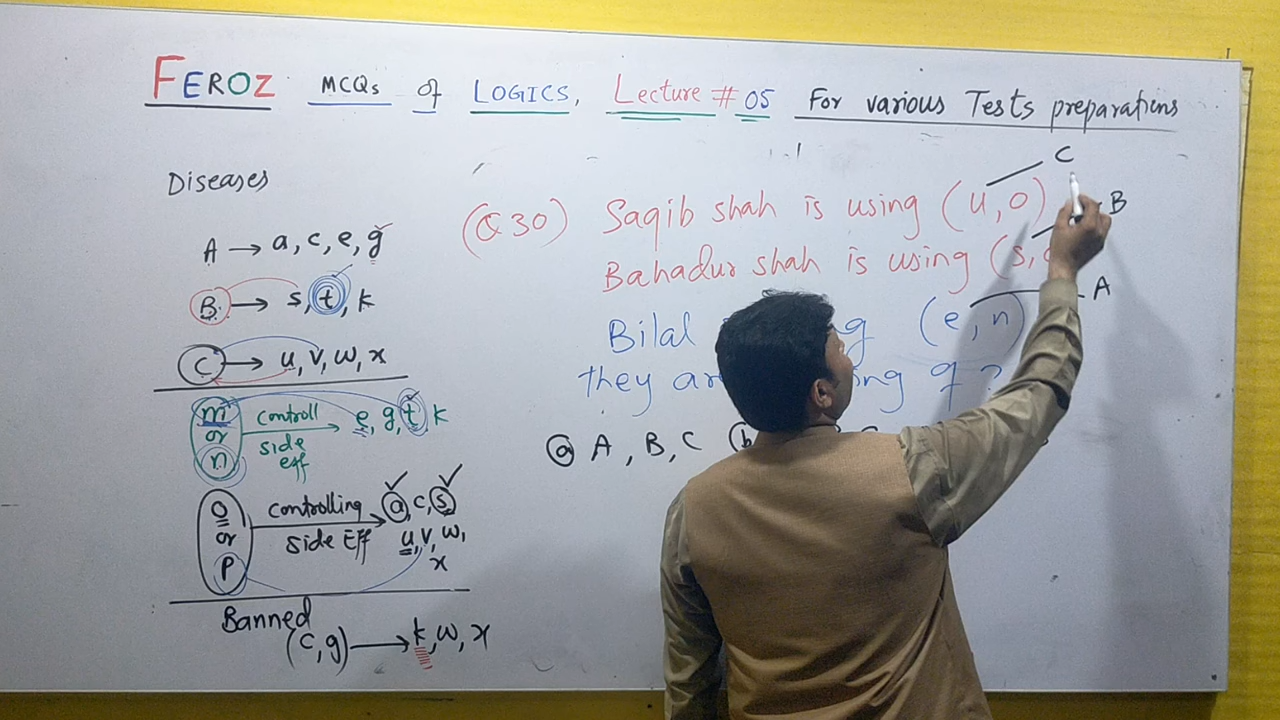 FEROZ MCQs of LOGICS, Lecture # 05 For various Tests preparations
Diseases
A → a, c, e, g
B → s, t, k
C → u, v, w, x
m or n controll side eff → e, g, t k
o or p controlling side Eff → a, c, s u, v, w, x
Banned
(c, g) → k, w, x
(Q 30) Saqib shah is using (u, o) C
Bahadur shah is using (s, B
Bilal (e, n) A
they q ?
(a) A, B, C (b)